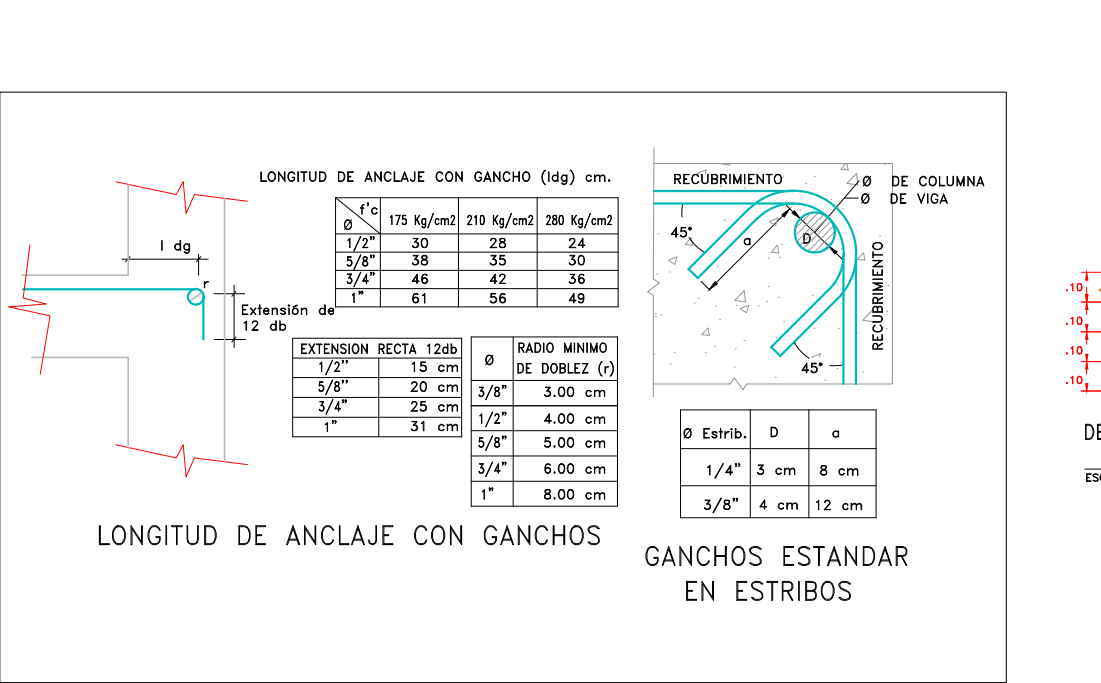 LONGITUD DE ANCLAJE CON GANCHO (ldg) cm.
f'c
Ø 175 Kg/cm2 210 Kg/cm2 280 Kg/cm2
1/2" 30 28 24
5/8" 38 35 30
3/4" 46 42 36
1" 61 56 49
l dg
r
Extensión de
12 db
EXTENSION RECTA 12db
1/2" 15 cm
5/8" 20 cm
3/4" 25 cm
1" 31 cm
Ø RADIO MINIMO
DE DOBLEZ (r)
3/8" 3.00 cm
1/2" 4.00 cm
5/8" 5.00 cm
3/4" 6.00 cm
1" 8.00 cm
LONGITUD DE ANCLAJE CON GANCHOS
RECUBRIMIENTO
Ø DE COLUMNA
Ø DE VIGA
45°
a
D
RECUBRIMIENTO
45°
Ø Estrib. D a
1/4" 3 cm 8 cm
3/8" 4 cm 12 cm
GANCHOS ESTANDAR
EN ESTRIBOS
.10
.10
.10
.10